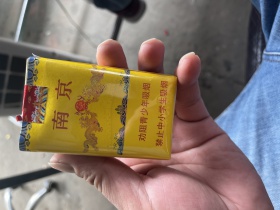 南京
劝阻青少年吸烟
禁止中小学生吸烟